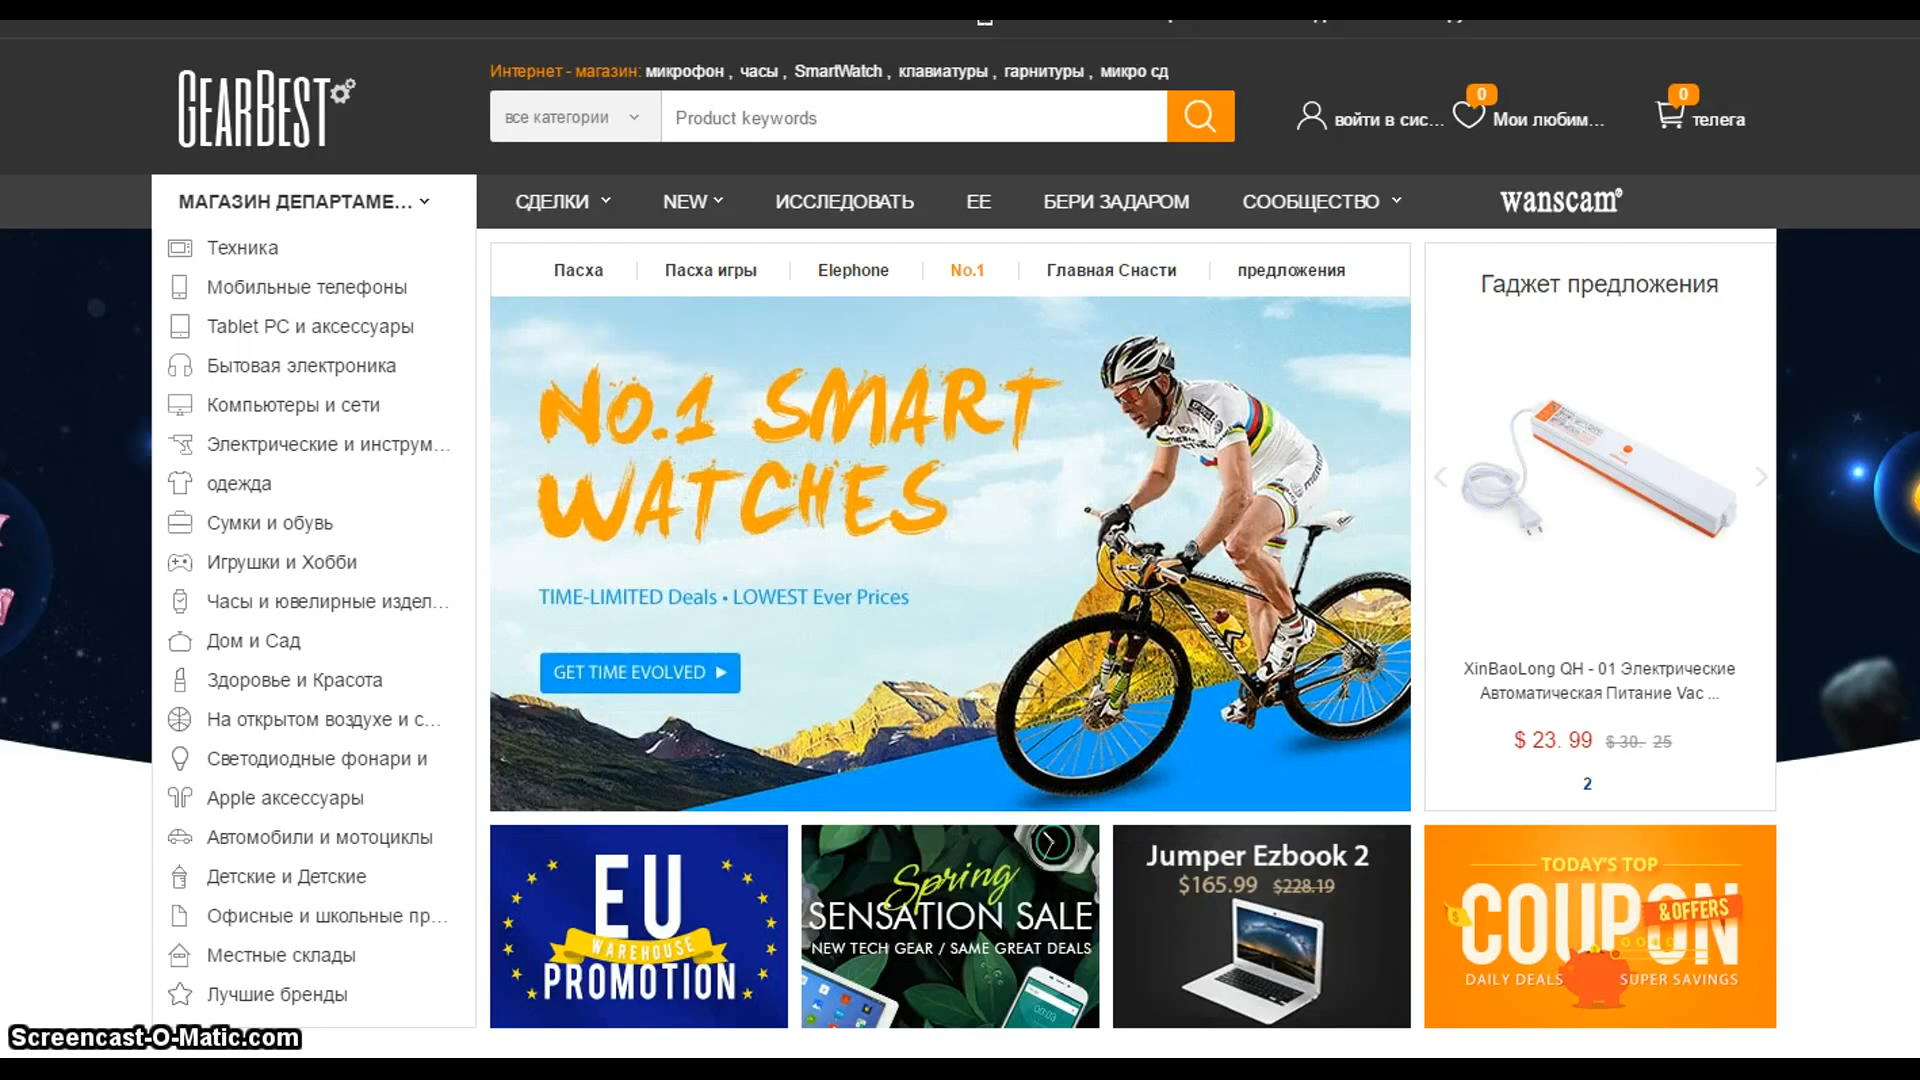 GEARBEST
Интернет - магазин: микрофон , часы , SmartWatch , клавиатуры , гарнитуры , микро сд
все категории
Product keywords
войти в сис...
0
Мои любим...
0
телега
МАГАЗИН ДЕПАРТАМЕ...
СДЕЛКИ
NEW
ИССЛЕДОВАТЬ
ЕЕ
БЕРИ ЗАДАРОМ
СООБЩЕСТВО
wanscam®
Техника
Мобильные телефоны
Tablet PC и аксессуары
Бытовая электроника
Компьютеры и сети
Электрические и инструм...
одежда
Сумки и обувь
Игрушки и Хобби
Часы и ювелирные издел...
Дом и Сад
Здоровье и Красота
На открытом воздухе и с...
Светодиодные фонари и
Apple аксессуары
Автомобили и мотоциклы
Детские и Детские
Офисные и школьные пр...
Местные склады
Лучшие бренды
Пасха
Пасха игры
Elephone
No.1
Главная Снасти
предложения
NO.1 SMART
WATCHES
TIME-LIMITED Deals • LOWEST Ever Prices
GET TIME EVOLVED
MERIDA
Гаджет предложения
XinBaoLong QH - 01 Электрические
Автоматическая Питание Vac ...
$ 23. 99 $ 30. 25
2
EU
WAREHOUSE
PROMOTION
Spring
SENSATION SALE
NEW TECH GEAR / SAME GREAT DEALS
Jumper Ezbook 2
$165.99 $228.19
TODAY'S TOP
COUPON
&OFFERS
DAILY DEALS
SUPER SAVINGS
Screencast-O-Matic.com